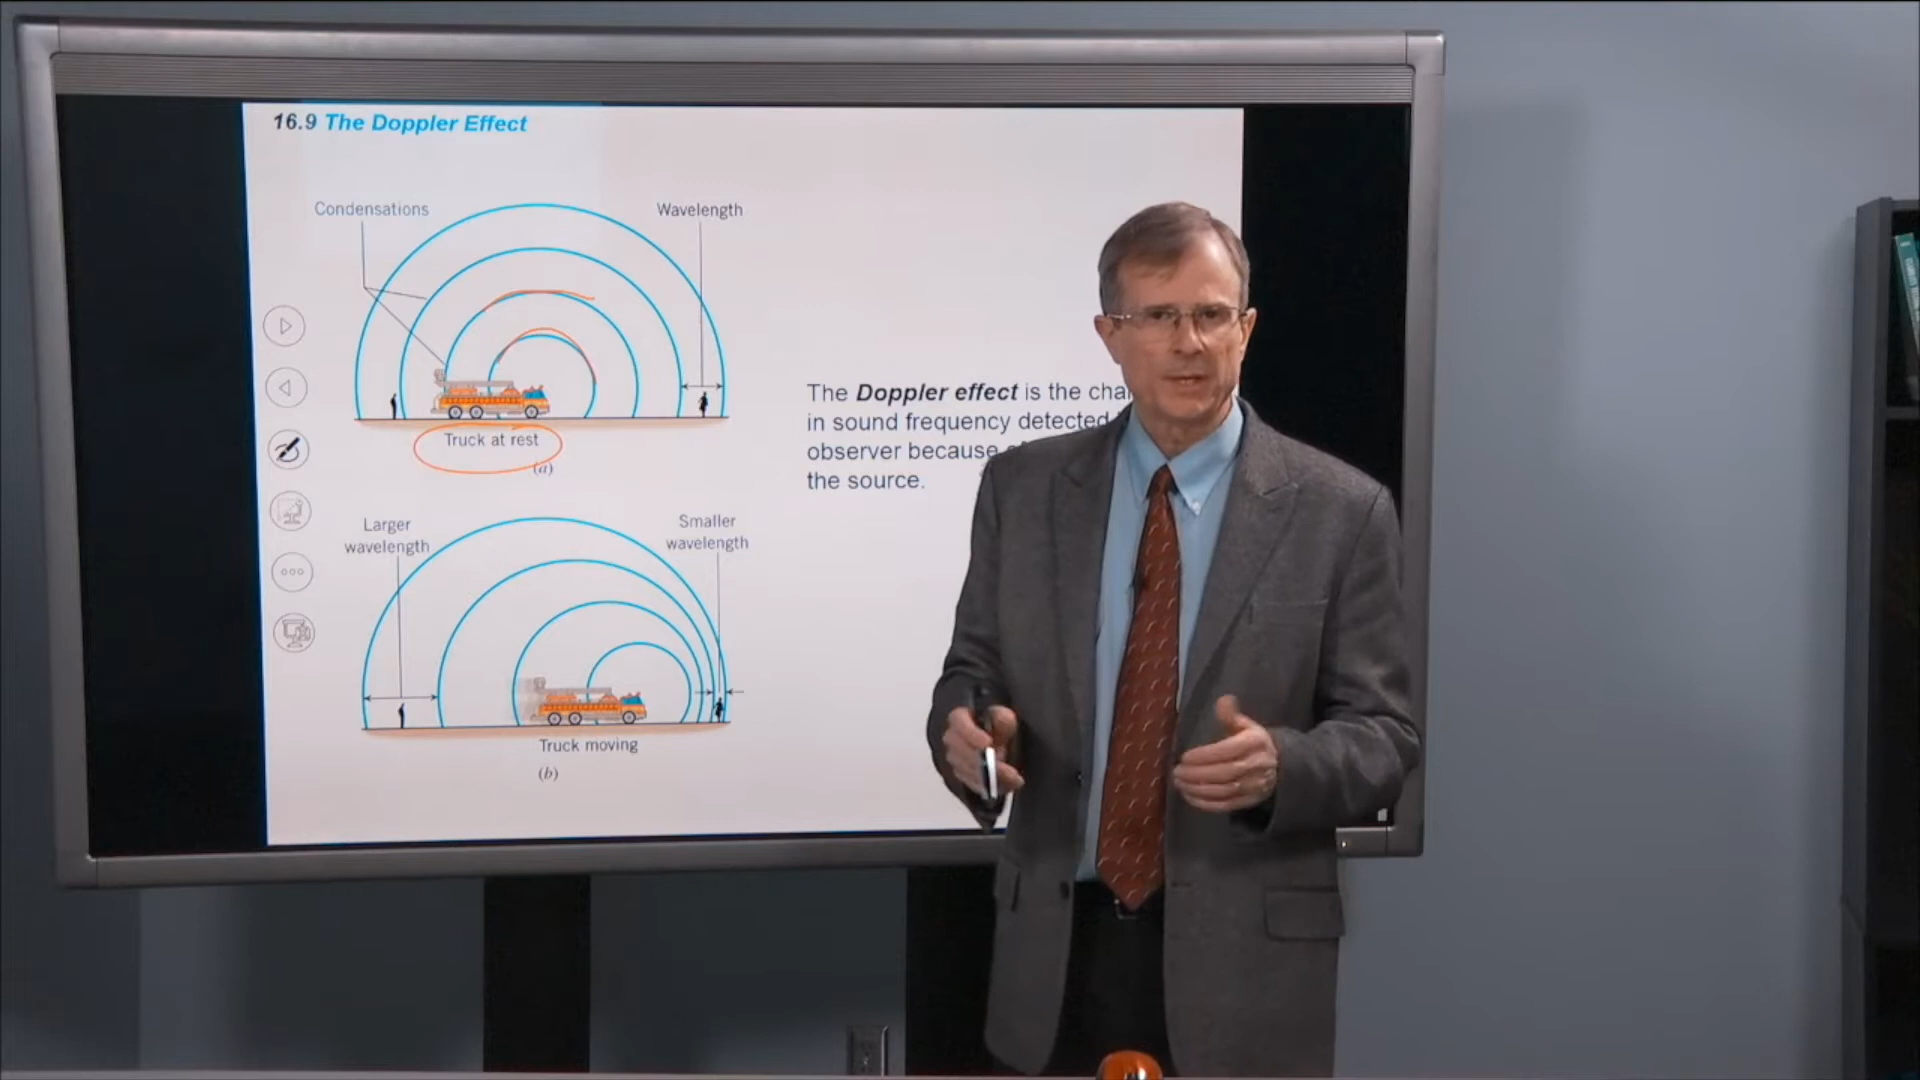 16.9 The Doppler Effect
Condensations
Wavelength
Truck at rest
(a)
The Doppler effect is the
in sound frequency detected
observer because
the source.
Larger
wavelength
Smaller
wavelength
Truck moving
(b)